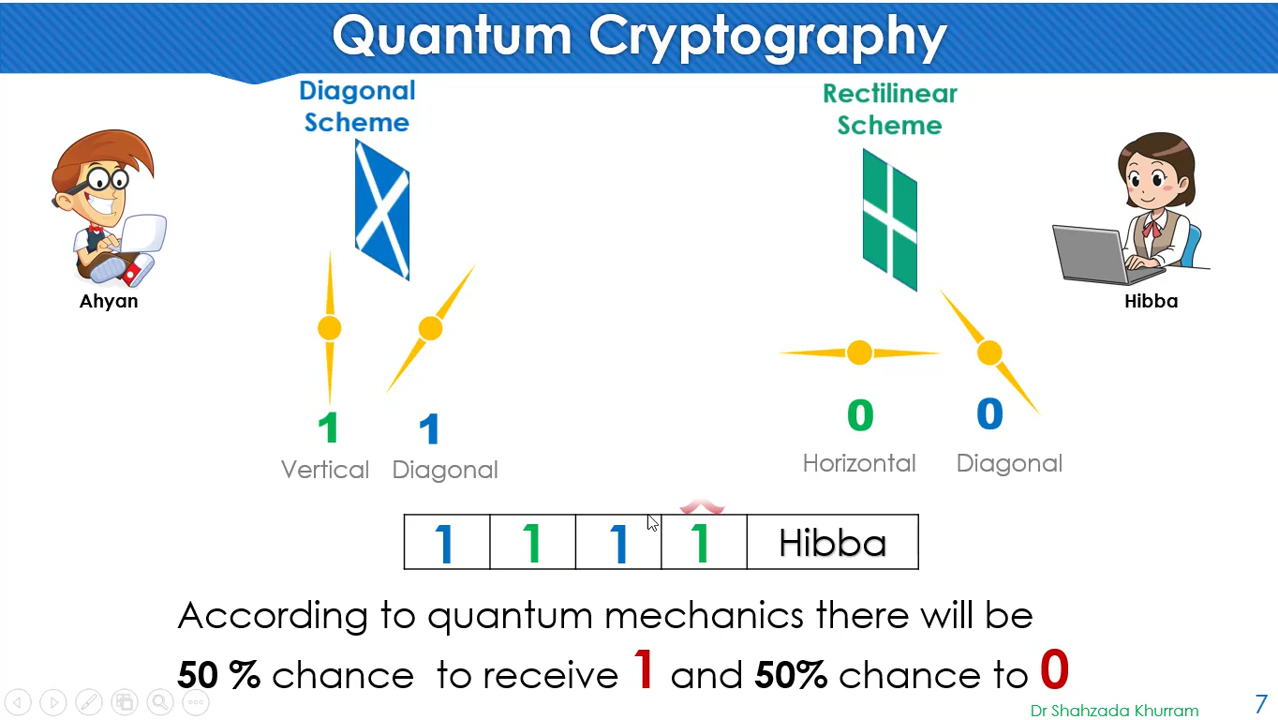 Quantum Cryptography
Diagonal
Scheme
Rectilinear
Scheme
Ahyan
Hibba
1
1
0
0
Vertical
Diagonal
Horizontal
Diagonal
1 1 1 1 Hibba
According to quantum mechanics there will be
50 % chance to receive 1 and 50% chance to 0
Dr Shahzada Khurram
7